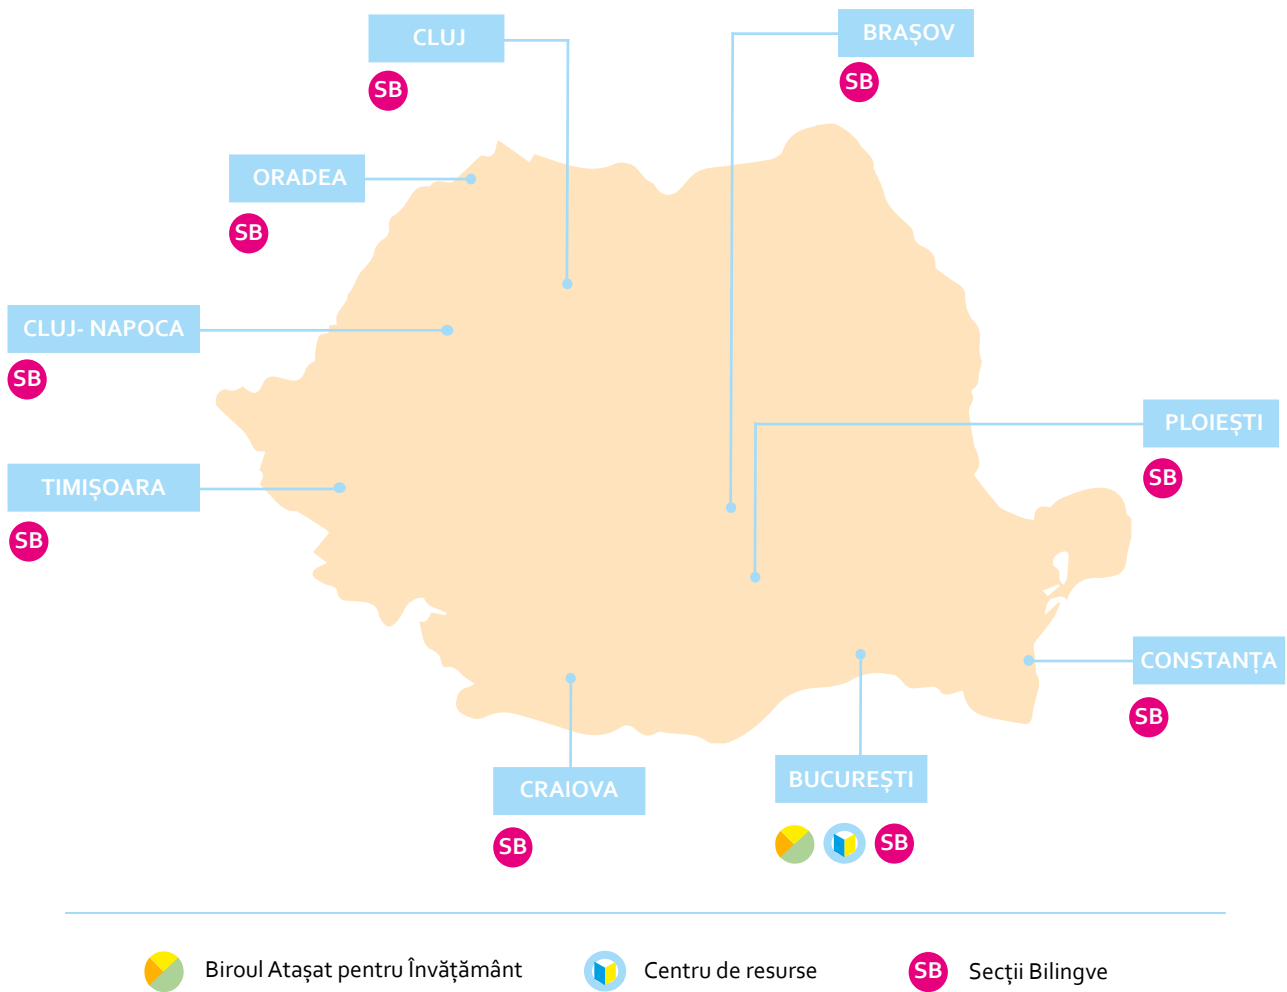 CLUJ
SB
BRAȘOV
SB
ORADEA
SB
CLUJ- NAPOCA
SB
PLOIEȘTI
SB
TIMIȘOARA
SB
CONSTANȚA
SB
CRAIOVA
SB
BUCUREȘTI
SB
Biroul Atașat pentru Învățământ
Centru de resurse
SB Secții Bilingve